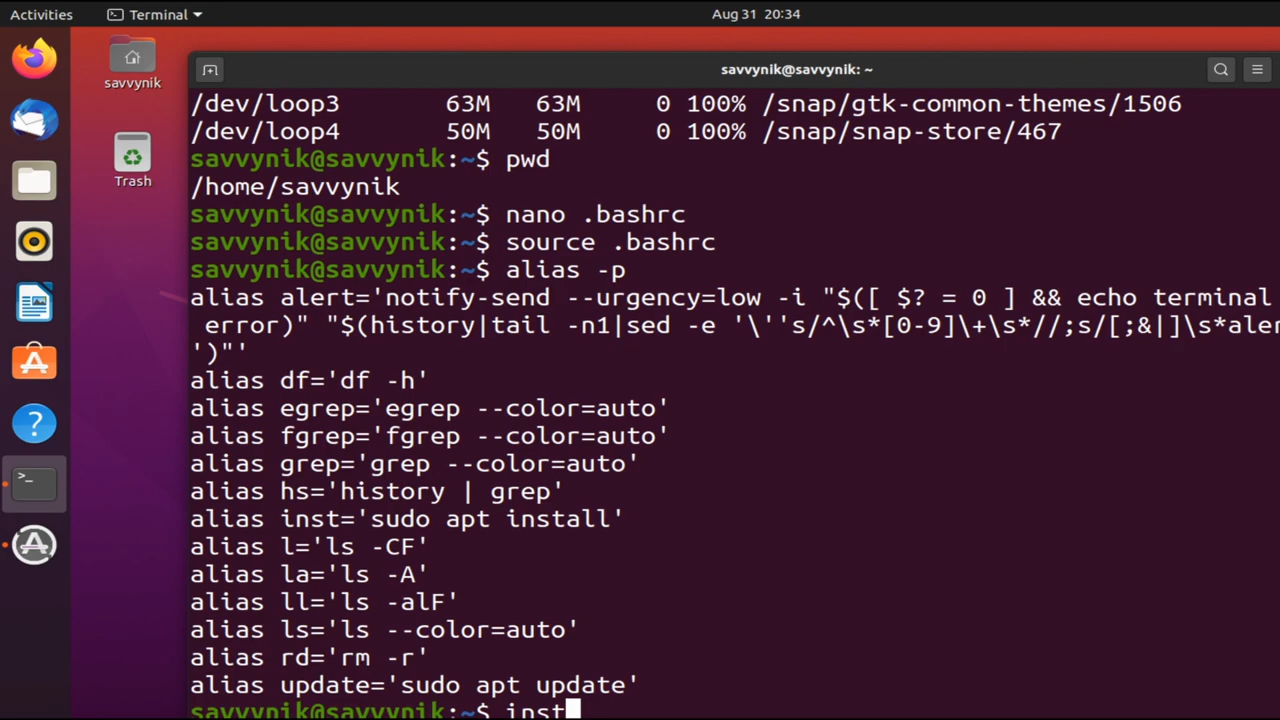 Activities
Terminal
Aug 31 20:34
savvynik
Trash
savvynik@savvynik: ~
/dev/loop3 63M 63M 0 100% /snap/gtk-common-themes/1506
/dev/loop4 50M 50M 0 100% /snap/snap-store/467
savvynik@savvynik:~$ pwd
/home/savvynik
savvynik@savvynik:~$ nano .bashrc
savvynik@savvynik:~$ source .bashrc
savvynik@savvynik:~$ alias -p
alias alert='notify-send --urgency=low -i "$([ $? = 0 ] && echo terminal
error)" "$(history|tail -n1|sed -e '\''s/^\s*[0-9]\+\s*//;s/[;&|]\s*aler
')"'
alias df='df -h'
alias egrep='egrep --color=auto'
alias fgrep='fgrep --color=auto'
alias grep='grep --color=auto'
alias hs='history | grep'
alias inst='sudo apt install'
alias l='ls -CF'
alias la='ls -A'
alias ll='ls -alF'
alias ls='ls --color=auto'
alias rd='rm -r'
alias update='sudo apt update'
savvynik@savvynik:~$ inst